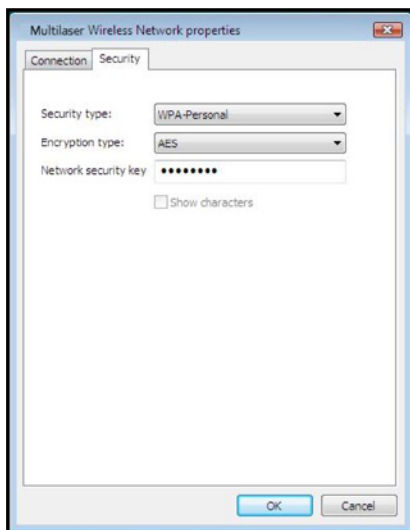 Multilaser Wireless Network properties
Connection Security
Security type: WPA-Personal
Encryption type: AES
Network security key ••••••••
Show characters
OK Cancel